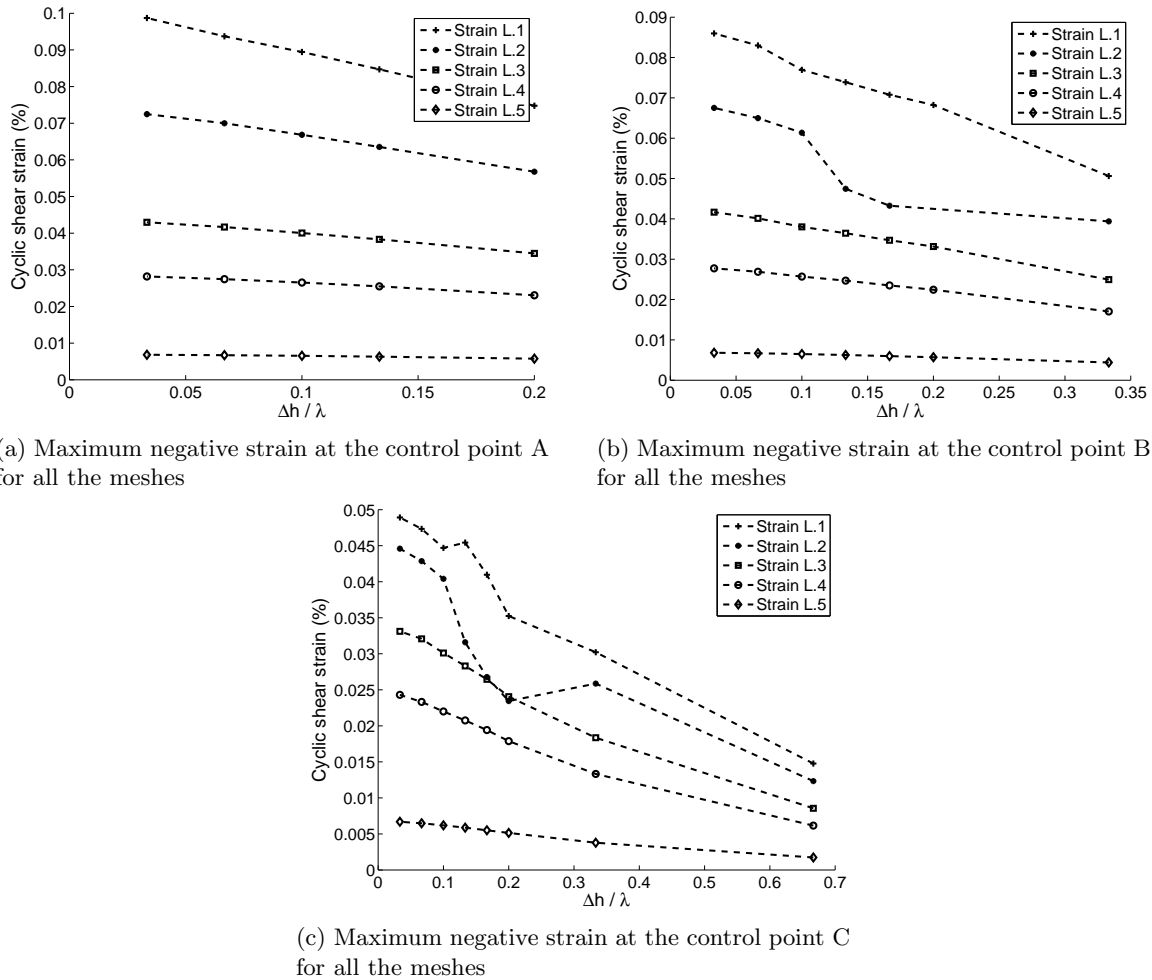 0.1
0.09
0.08
0.07
0.06
0.05
0.04
0.03
0.02
0.01
0
Cyclic shear strain (%)
0
0.05
0.1
0.15
0.2
Δh / λ
Strain L.1
Strain L.2
Strain L.3
Strain L.4
Strain L.5
(a) Maximum negative strain at the control point A
for all the meshes
0.09
0.08
0.07
0.06
0.05
0.04
0.03
0.02
0.01
0
Cyclic shear strain (%)
0
0.05
0.1
0.15
0.2
0.25
0.3
0.35
Δh / λ
Strain L.1
Strain L.2
Strain L.3
Strain L.4
Strain L.5
(b) Maximum negative strain at the control point B
for all the meshes
0.05
0.045
0.04
0.035
0.03
0.025
0.02
0.015
0.01
0.005
0
Cyclic shear strain (%)
0
0.1
0.2
0.3
0.4
0.5
0.6
0.7
Δh / λ
Strain L.1
Strain L.2
Strain L.3
Strain L.4
Strain L.5
(c) Maximum negative strain at the control point C
for all the meshes